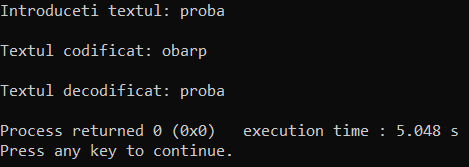 Introduceti textul: proba
Textul codificat: obarp
Textul decodificat: proba
Process returned 0 (0x0)   execution time : 5.048 s
Press any key to continue.